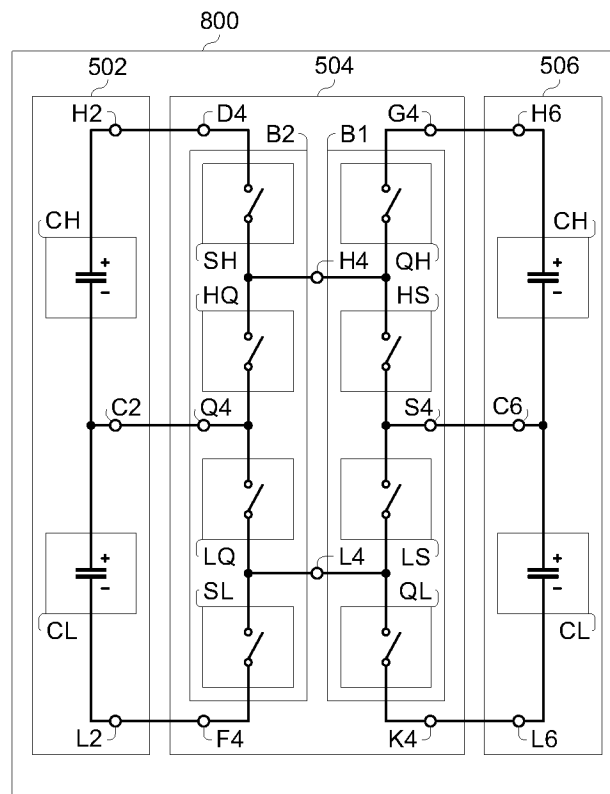 800
502 504 506
H2 D4 G4 H6
B2 B1
CH CH
+ +
- -
SH H4 QH
HQ HS
C2 Q4 S4 C6
LQ L4 LS
SL QL
+ +
- -
CL CL
L2 F4 K4 L6